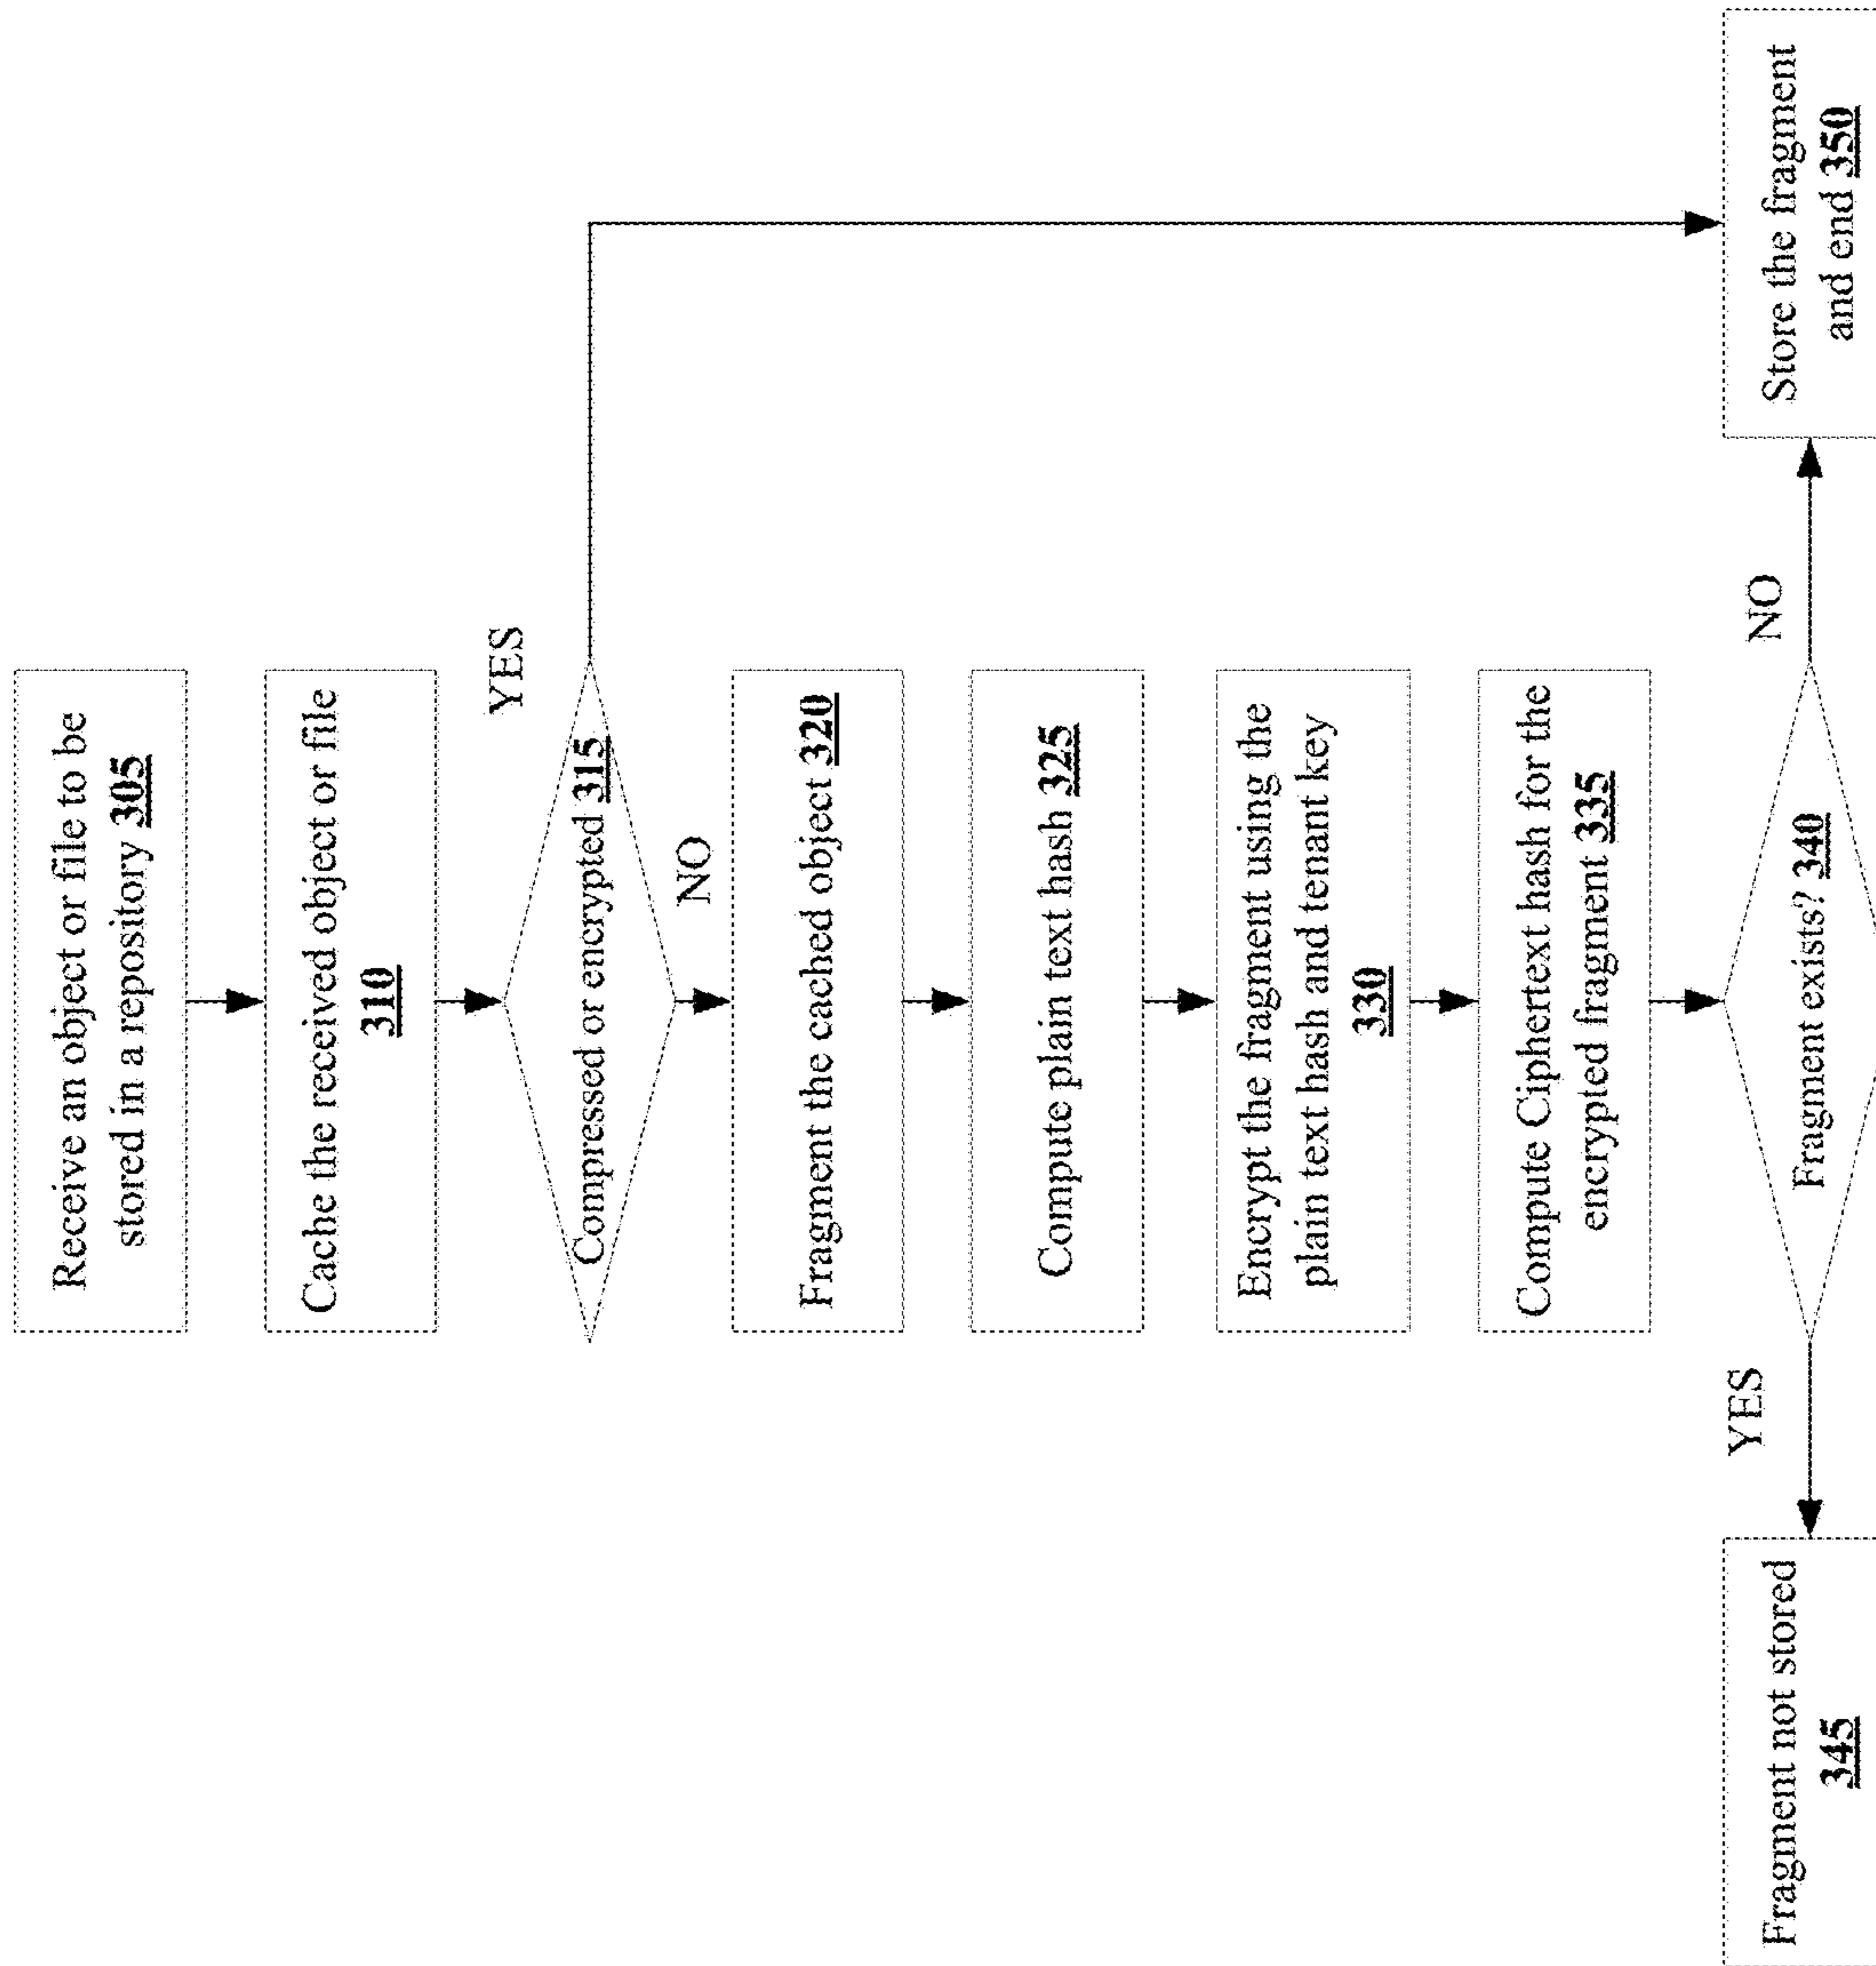 Receive an object or file to be
stored in a repository 305
Cache the received object or file
310
Compressed or encrypted 315
YES
NO
Fragment the cached object 320
Compute plain text hash 325
Encrypt the fragment using the
plain text hash and tenant key
330
Compute Ciphertext hash for the
encrypted fragment 335
Fragment exists? 340
YES
NO
Fragment not stored
345
Store the fragment
and end 350